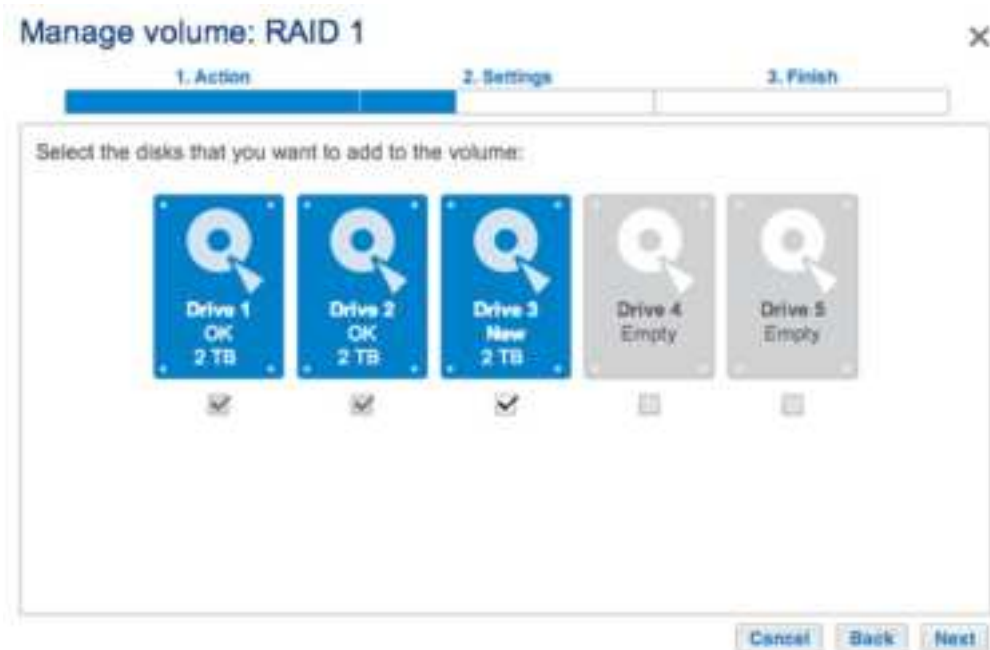 Manage volume: RAID 1
1. Action
2. Settings
3. Finish
Select the disks that you want to add to the volume:
Drive 1
OK
2 TB
Drive 2
OK
2 TB
Drive 3
New
2 TB
Drive 4
Empty
Drive 5
Empty
Cancel
Back
Next